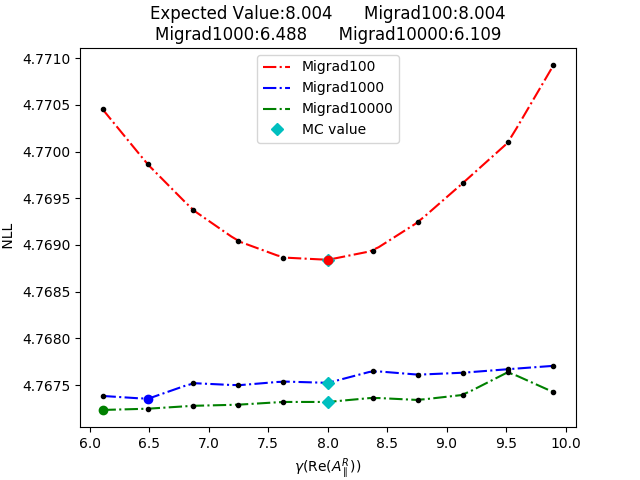 Expected Value:8.004 Migrad100:8.004
Migrad1000:6.488 Migrad10000:6.109
Migrad100
Migrad1000
Migrad10000
MC value
NLL
4.7710
4.7705
4.7700
4.7695
4.7690
4.7685
4.7680
4.7675
6.0 6.5 7.0 7.5 8.0 8.5 9.0 9.5 10.0
γ(Re(A_∥^R))